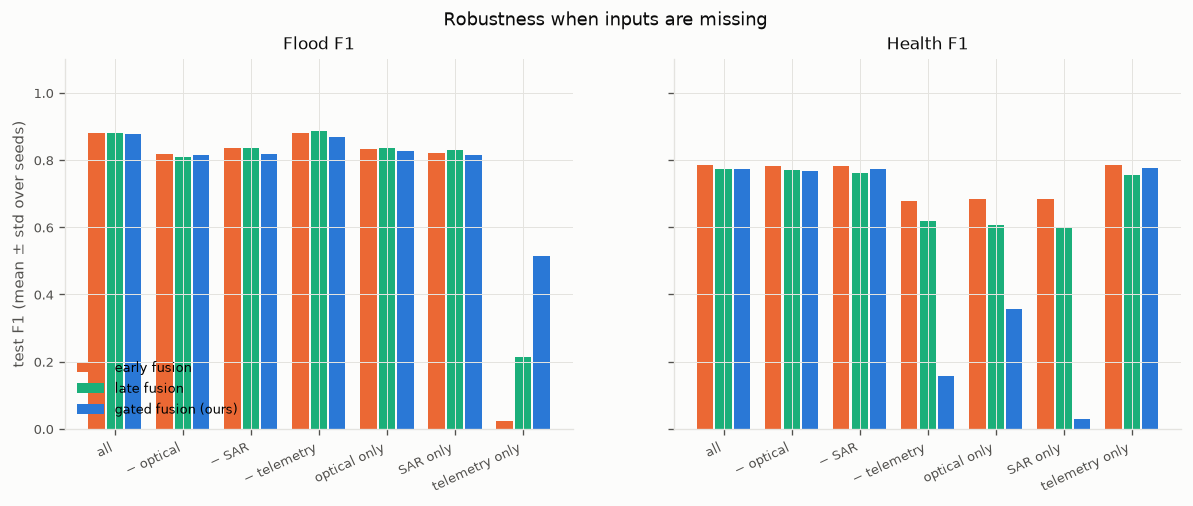 Robustness when inputs are missing
Flood F1
Health F1
test F1 (mean ± std over seeds)
1.0
0.8
0.6
0.4
0.2
0.0
early fusion
late fusion
gated fusion (ours)
all
− optical
− SAR
− telemetry
optical only
SAR only
telemetry only
all
− optical
− SAR
− telemetry
optical only
SAR only
telemetry only